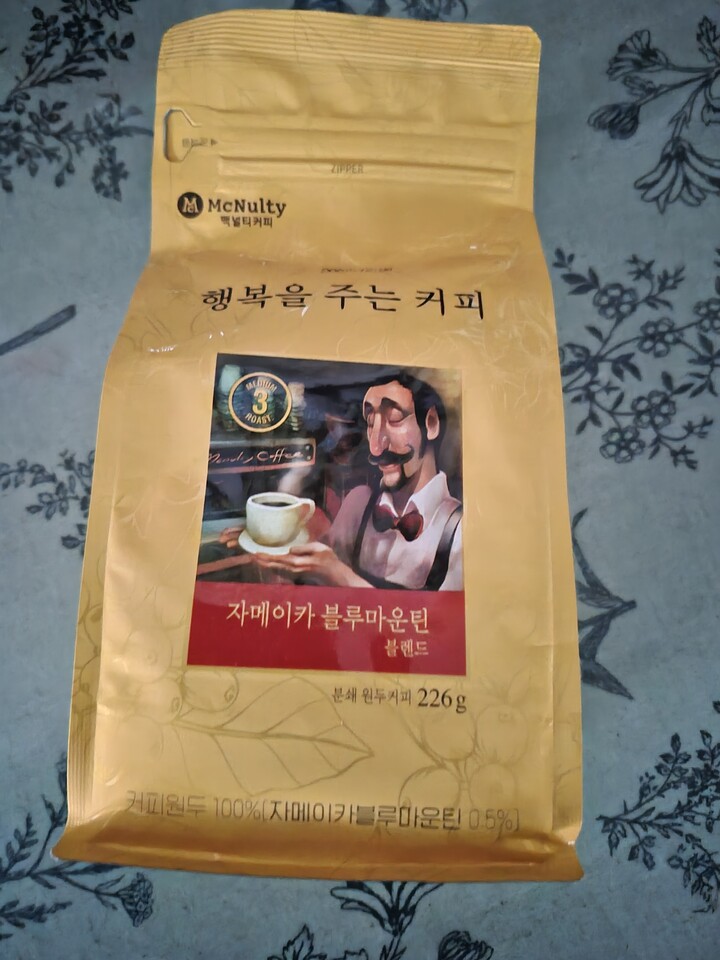 ZIPPER
McNulty
맥널티커피
행복을 주는 커피
MEDIUM
3
ROAST
Coffee
자메이카 블루마운틴
블렌드
분쇄 원두커피 226g
커피원두 100%(자메이카블루마운틴 0.5%)